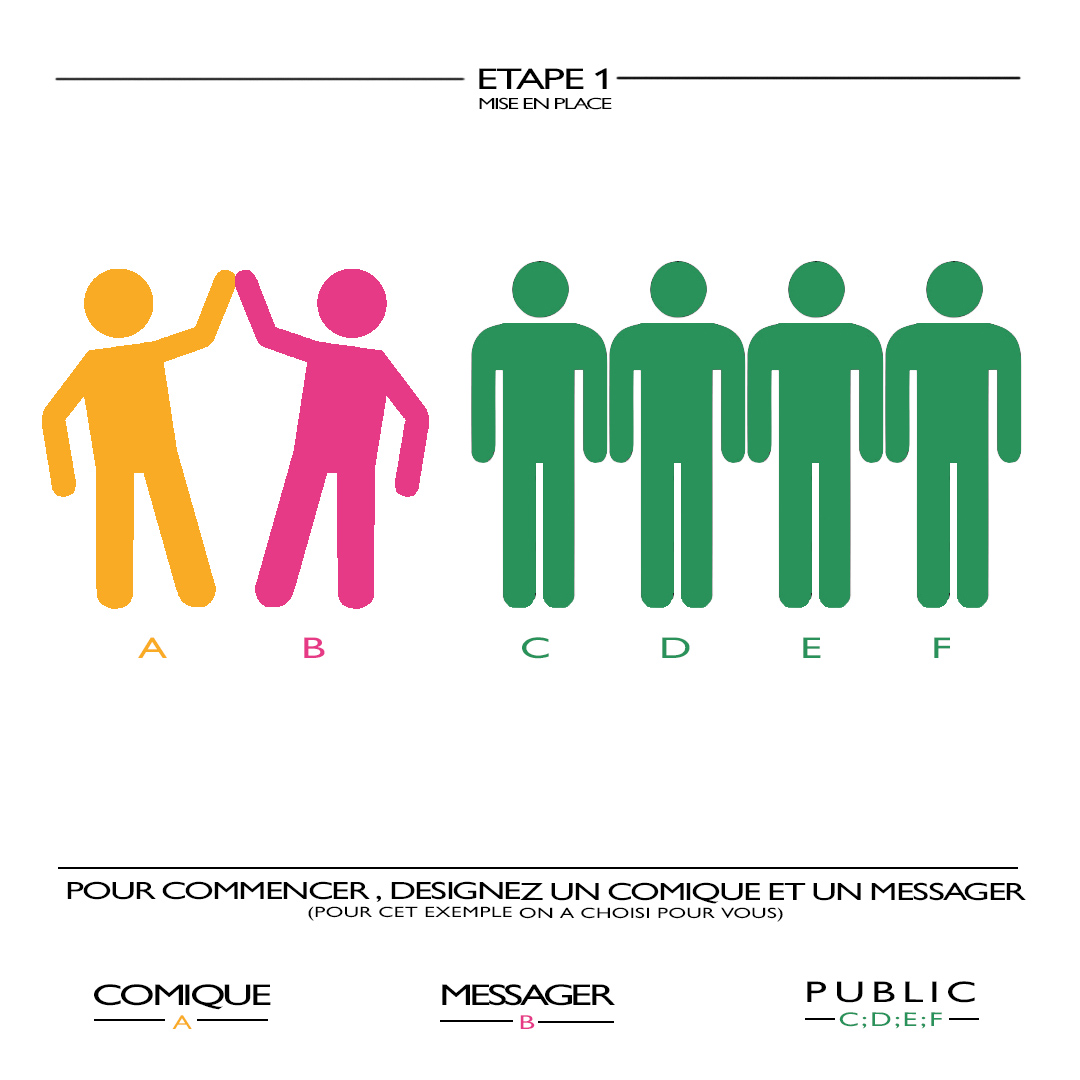 ETAPE 1
MISE EN PLACE
A B C D E F
POUR COMMENCER , DESIGNEZ UN COMIQUE ET UN MESSAGER
(POUR CET EXEMPLE ON A CHOISI POUR VOUS)
COMIQUE MESSAGER PUBLIC
A B C;D;E;F